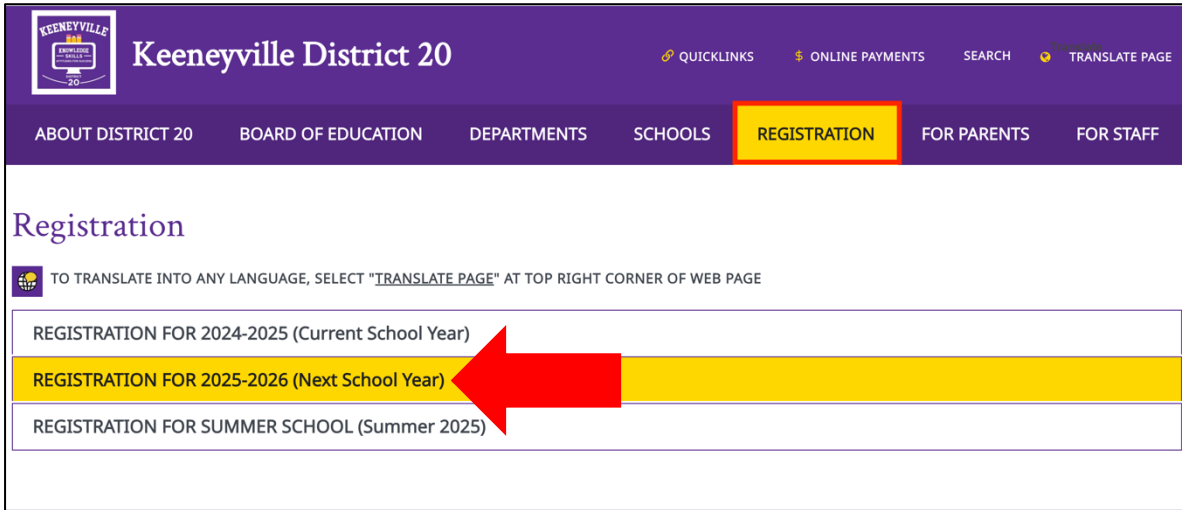 KEENEYVILLE
KNOWLEDGE
SKILLS
DISTRICT
20
Keeneyville District 20
QUICKLINKS
$ ONLINE PAYMENTS
SEARCH
TRANSLATE PAGE
ABOUT DISTRICT 20
BOARD OF EDUCATION
DEPARTMENTS
SCHOOLS
REGISTRATION
FOR PARENTS
FOR STAFF
Registration
TO TRANSLATE INTO ANY LANGUAGE, SELECT "TRANSLATE PAGE" AT TOP RIGHT CORNER OF WEB PAGE
REGISTRATION FOR 2024-2025 (Current School Year)
REGISTRATION FOR 2025-2026 (Next School Year)
REGISTRATION FOR SUMMER SCHOOL (Summer 2025)